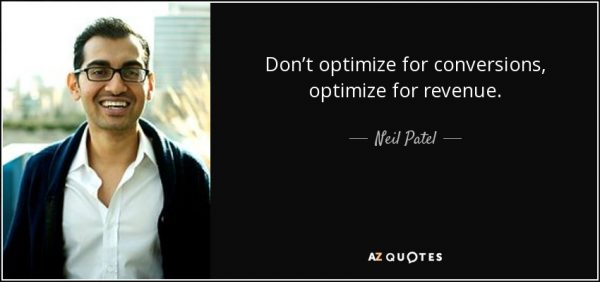 Don’t optimize for conversions,
optimize for revenue.
Neil Patel
AZ QUOTES